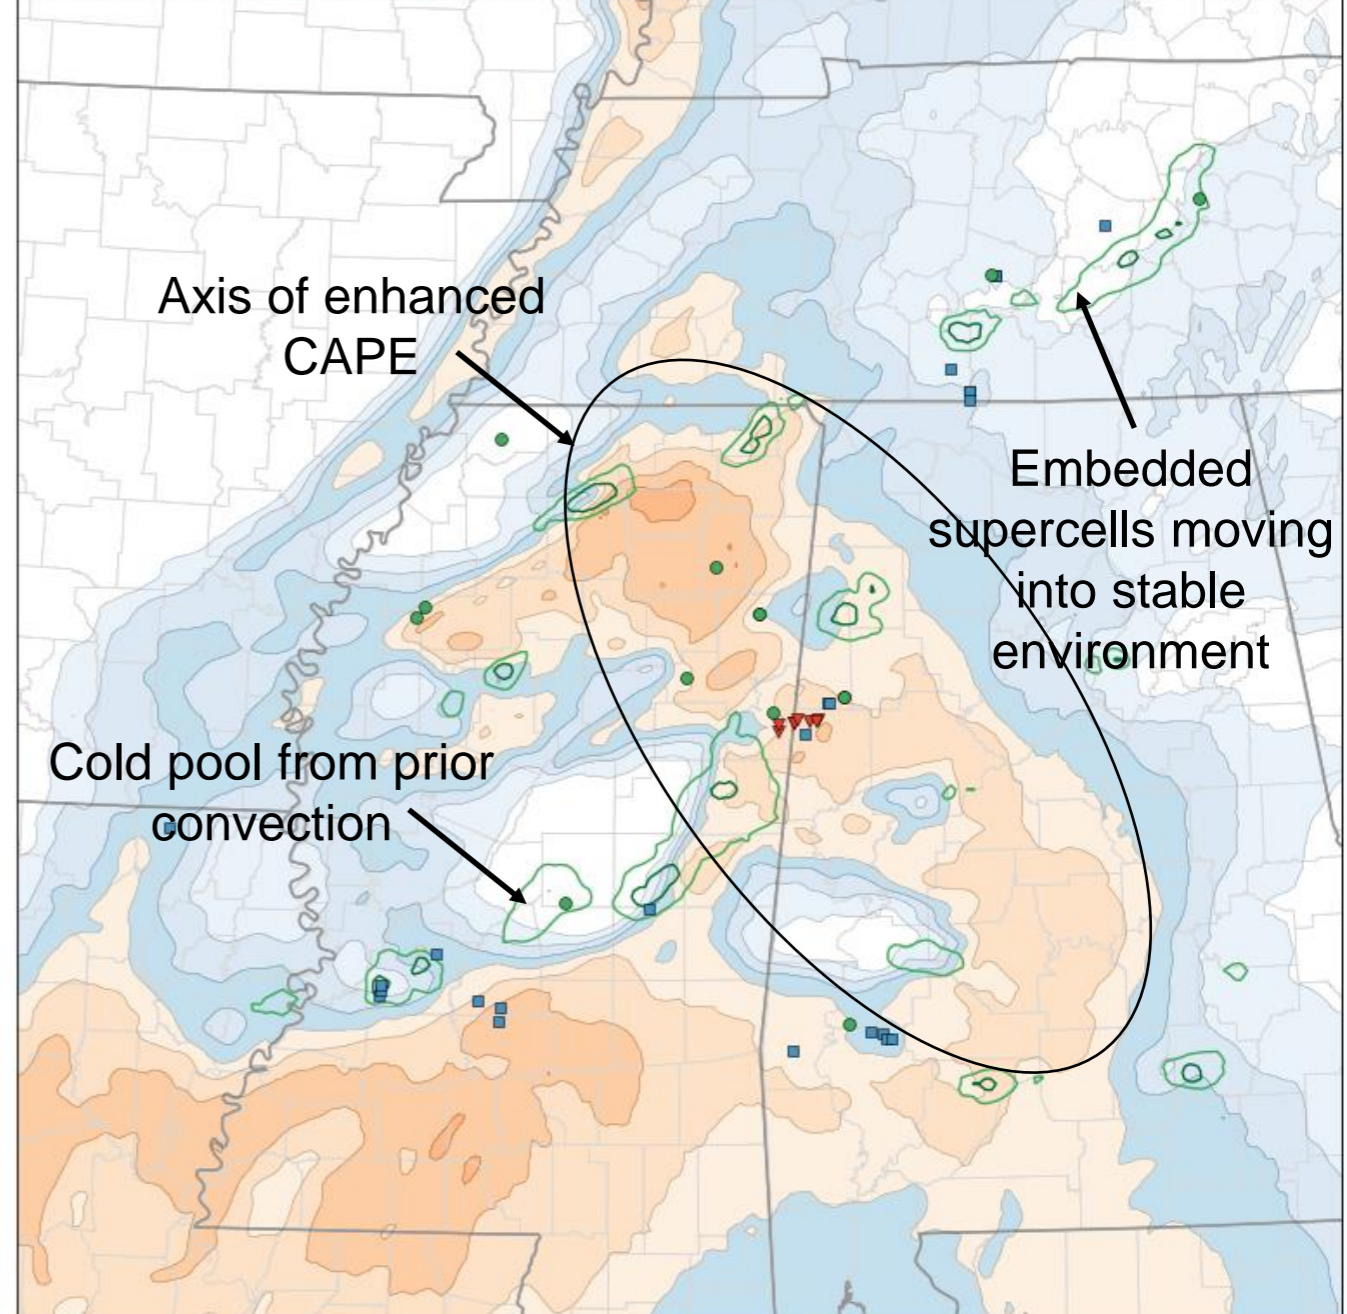 Axis of enhanced
CAPE
Embedded
supercells moving
into stable
environment
Cold pool from prior
convection